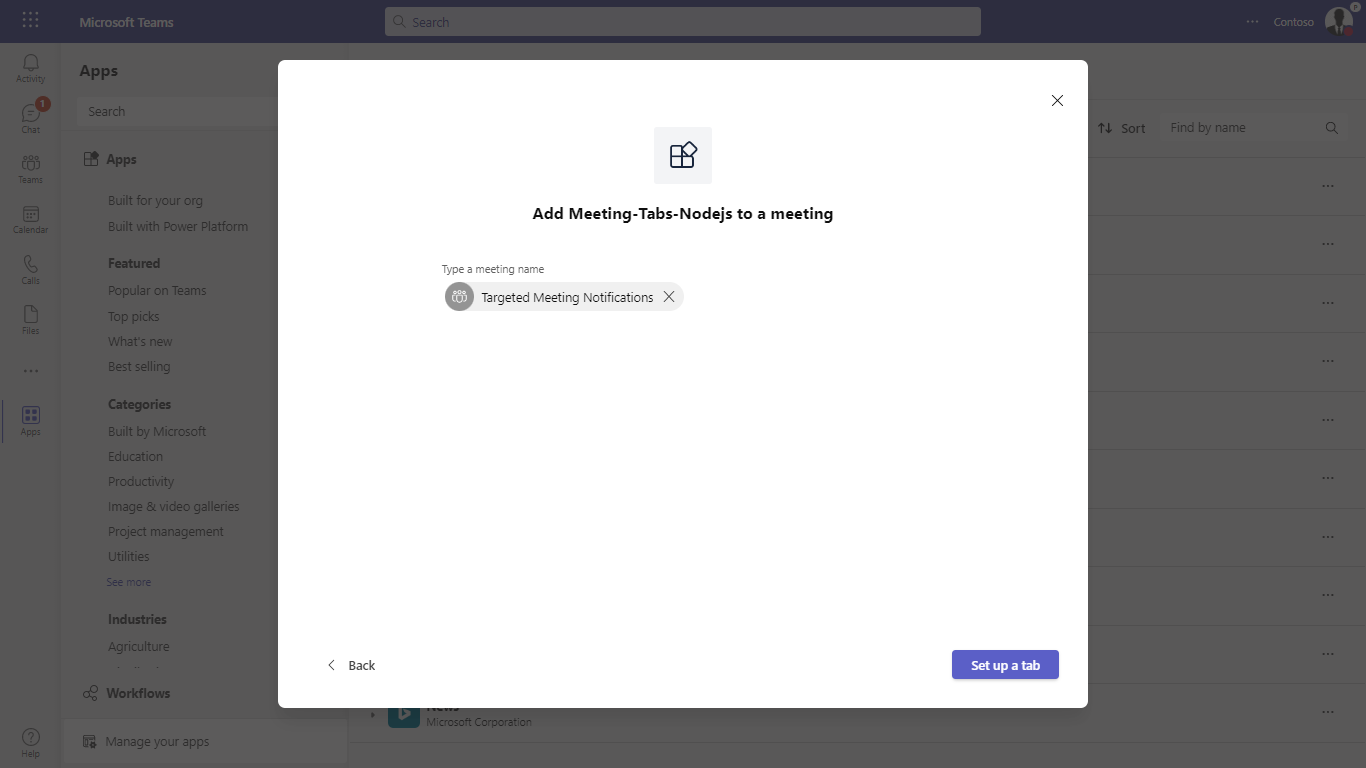 Microsoft Teams
Search
Contoso
P
Activity
Chat
1
Teams
Calendar
Calls
Files
Apps
Help
Apps
Search
Apps
Built for your org
Built with Power Platform
Featured
Popular on Teams
Top picks
What's new
Best selling
Categories
Built by Microsoft
Education
Productivity
Image & video galleries
Project management
Utilities
See more
Industries
Agriculture
Workflows
Manage your apps
Sort
Find by name
Add Meeting-Tabs-Nodejs to a meeting
Type a meeting name
Targeted Meeting Notifications
Back
Set up a tab
News
Microsoft Corporation